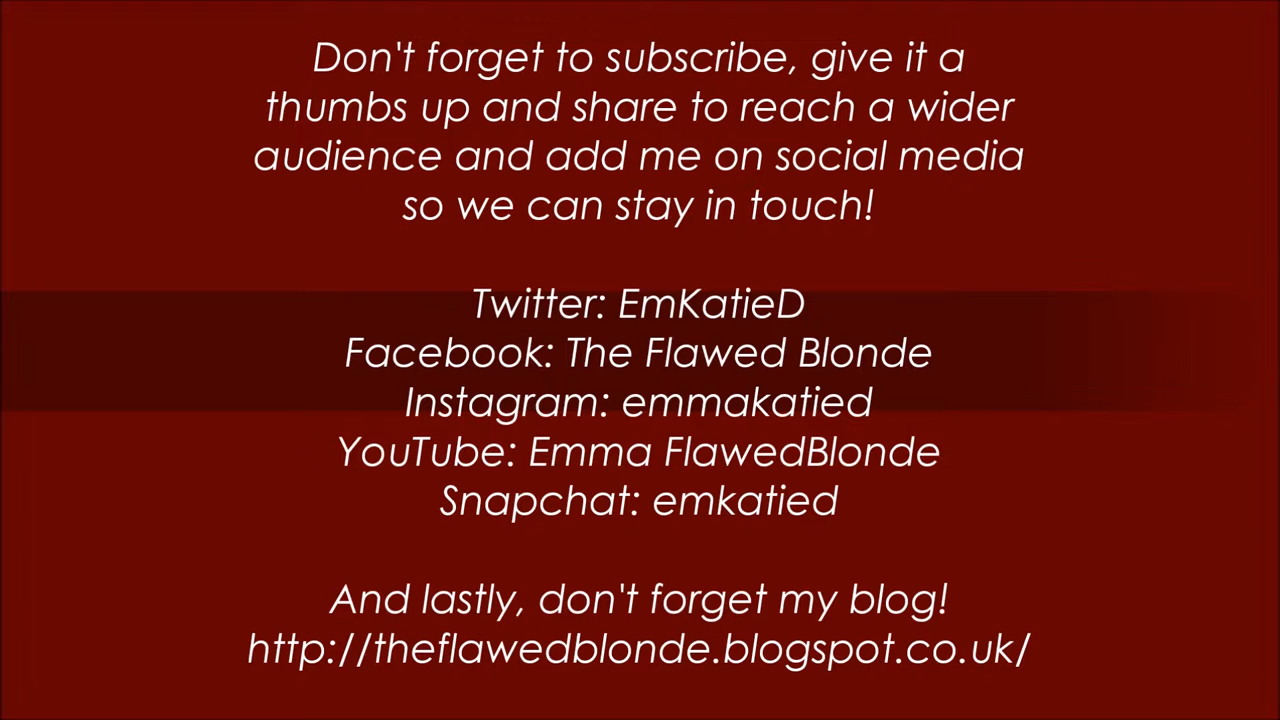 Don't forget to subscribe, give it a
thumbs up and share to reach a wider
audience and add me on social media
so we can stay in touch!
Twitter: EmKatieD
Facebook: The Flawed Blonde
Instagram: emmakatied
YouTube: Emma FlawedBlonde
Snapchat: emkatied
And lastly, don't forget my blog!
http://theflawedblonde.blogspot.co.uk/